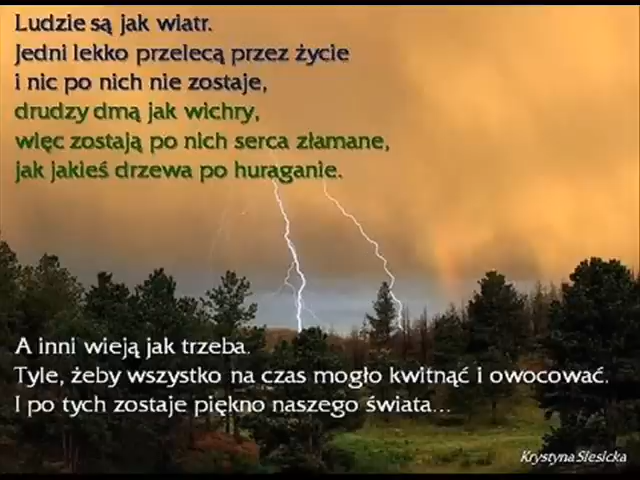 Ludzie są jak wiatr.
Jedni lekko przelecą przez życie
i nic po nich nie zostaje,
drudzy dmą jak wichry,
więc zostają po nich serca złamane,
jak jakieś drzewa po huraganie.
A inni wieją jak trzeba.
Tyle, żeby wszystko na czas mogło kwitnąć i owocować.
I po tych zostaje piękno naszego świata...
Krystyna Siesicka